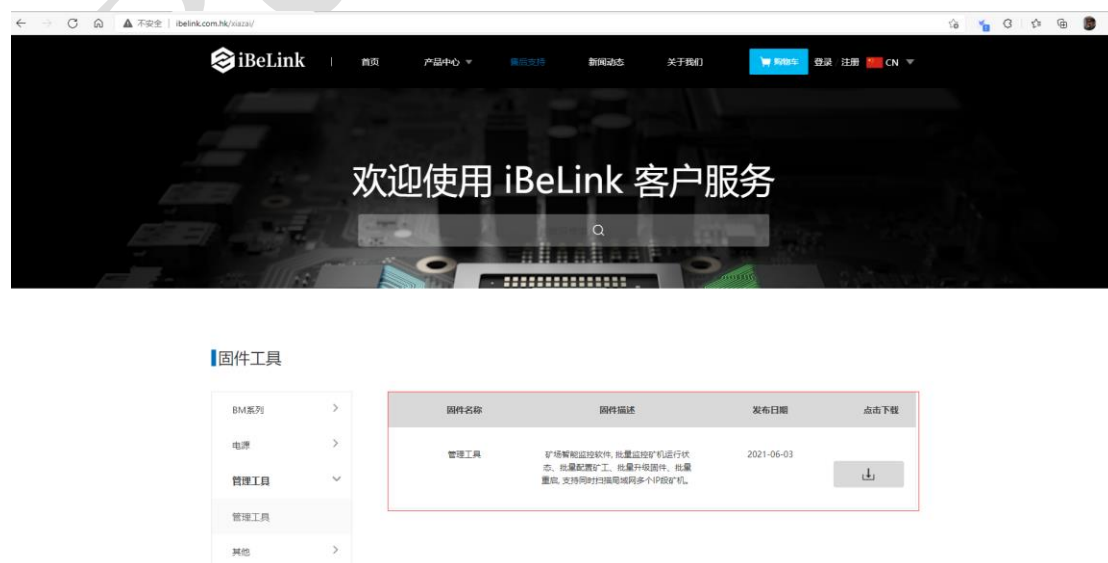 不安全 | ibelink.com.hk/xiazai/
iBeLink | 首页 产品中心 售后支持 新闻动态 关于我们 购物车 登录 / 注册 CN
欢迎使用 iBeLink 客户服务
固件工具
BM系列
电源
管理工具
管理工具
其他
固件名称 固件描述 发布日期 点击下载
管理工具 矿场智能监控软件, 批量监控矿机运行状 2021-06-03
态、批量配置矿工、批量升级固件、批量
重启, 支持同时扫描局域网多个IP段矿机。